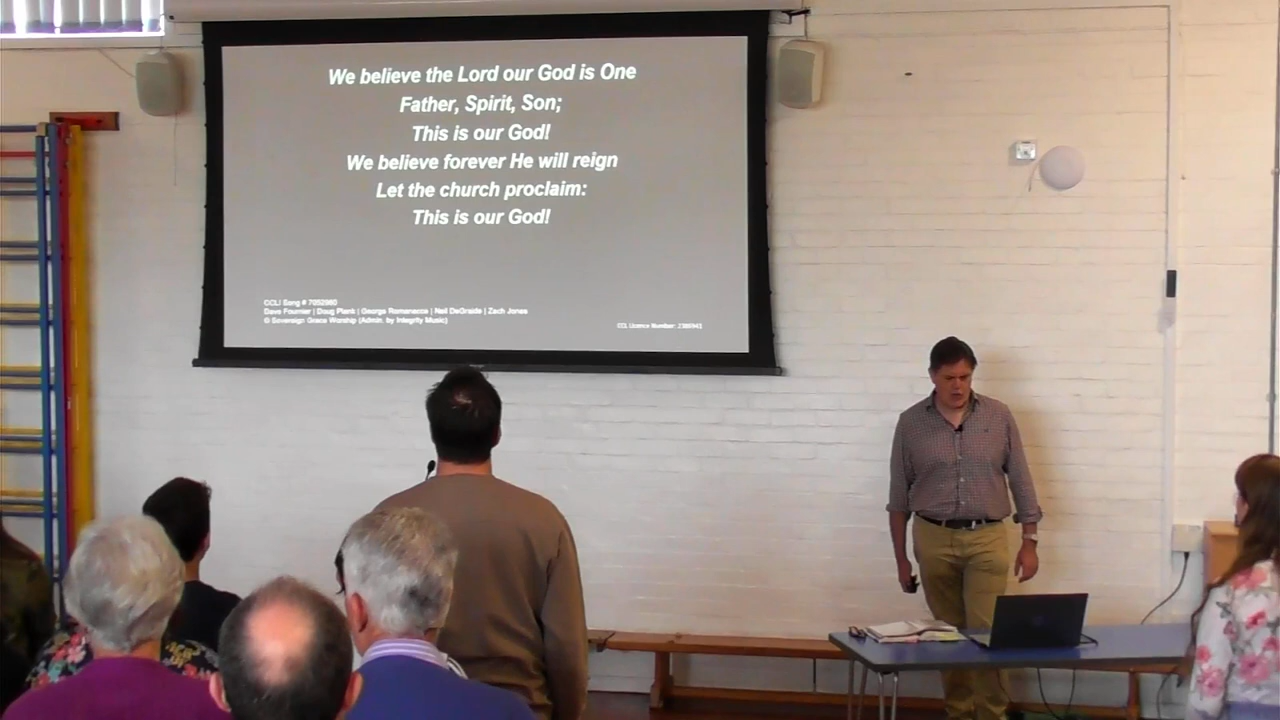 We believe the Lord our God is One
Father, Spirit, Son;
This is our God!
We believe forever He will reign
Let the church proclaim:
This is our God!
CCLI Song # 7052980
Dave Fournier | Doug Plank | George Romanacce | Neil DeGraide | Zach Jones
© Sovereign Grace Worship (Admin. by Integrity Music)
CCL Licence Number: